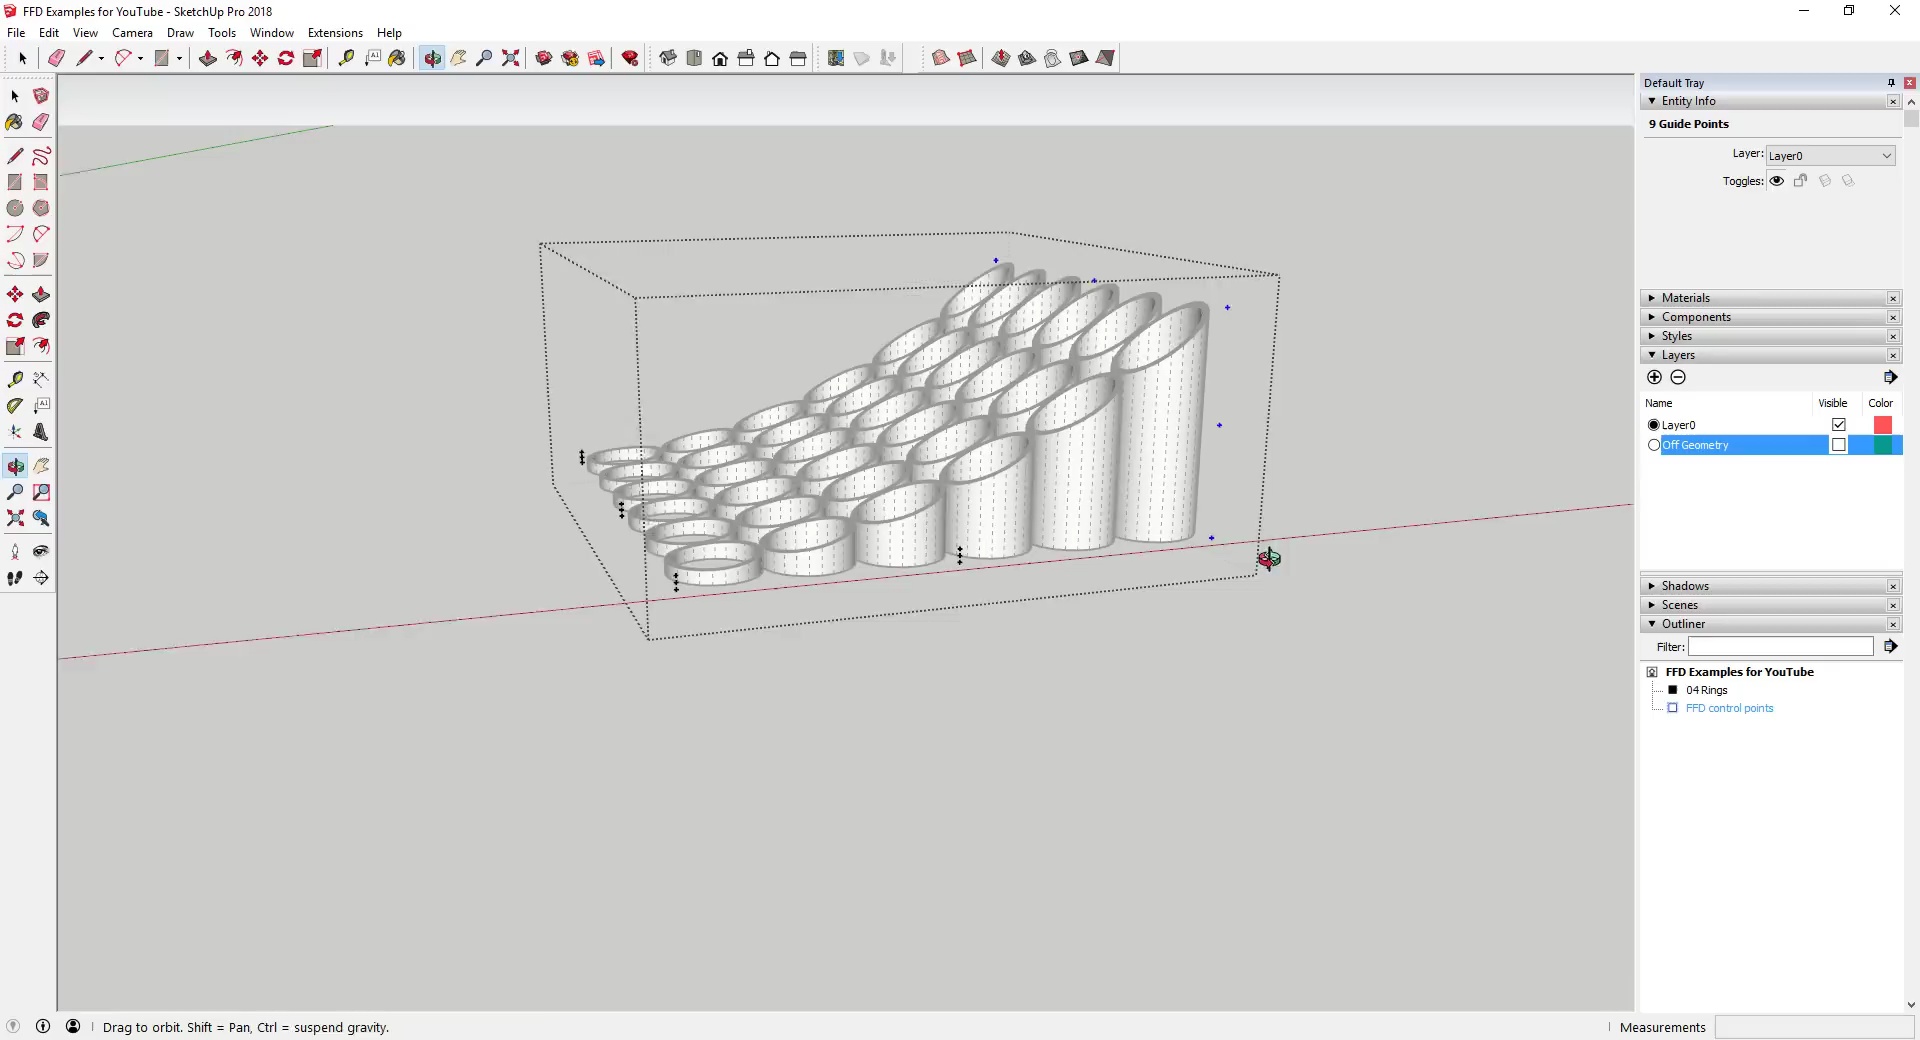 FFD Examples for YouTube - SketchUp Pro 2018
File Edit View Camera Draw Tools Window Extensions Help
Default Tray
Entity Info
9 Guide Points
Layer: Layer0
Toggles:
Materials
Components
Styles
Layers
Name Visible Color
Layer0
Off Geometry
Shadows
Scenes
Outliner
Filter:
FFD Examples for YouTube
04 Rings
FFD control points
Drag to orbit. Shift = Pan, Ctrl = suspend gravity.
Measurements